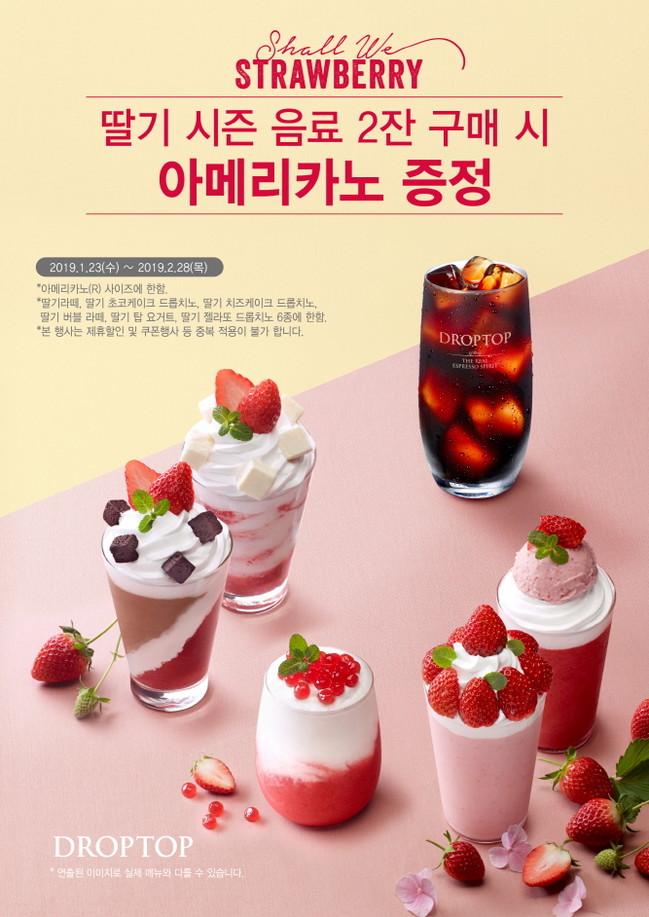 Shall We
STRAWBERRY
딸기 시즌 음료 2잔 구매 시
아메리카노 증정
2019.1.23(수) ~ 2019.2.28(목)
*아메리카노(R) 사이즈에 한함.
*딸기라떼, 딸기 초코케이크 드롭치노, 딸기 치즈케이크 드롭치노,
딸기 버블 라떼, 딸기 탑 요거트, 딸기 젤라또 드롭치노 6종에 한함.
*본 행사는 제휴할인 및 쿠폰행사 등 중복 적용이 불가 합니다.
DROPTOP
THE REAL
ESPRESSO SPIRIT
DROPTOP
* 연출된 이미지로 실제 메뉴와 다를 수 있습니다.